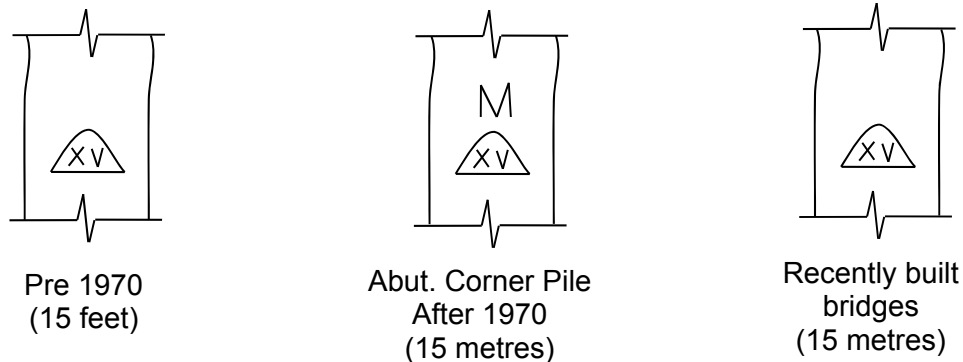 M
XV
XV
XV
Pre 1970
(15 feet)
Abut. Corner Pile
After 1970
(15 metres)
Recently built
bridges
(15 metres)